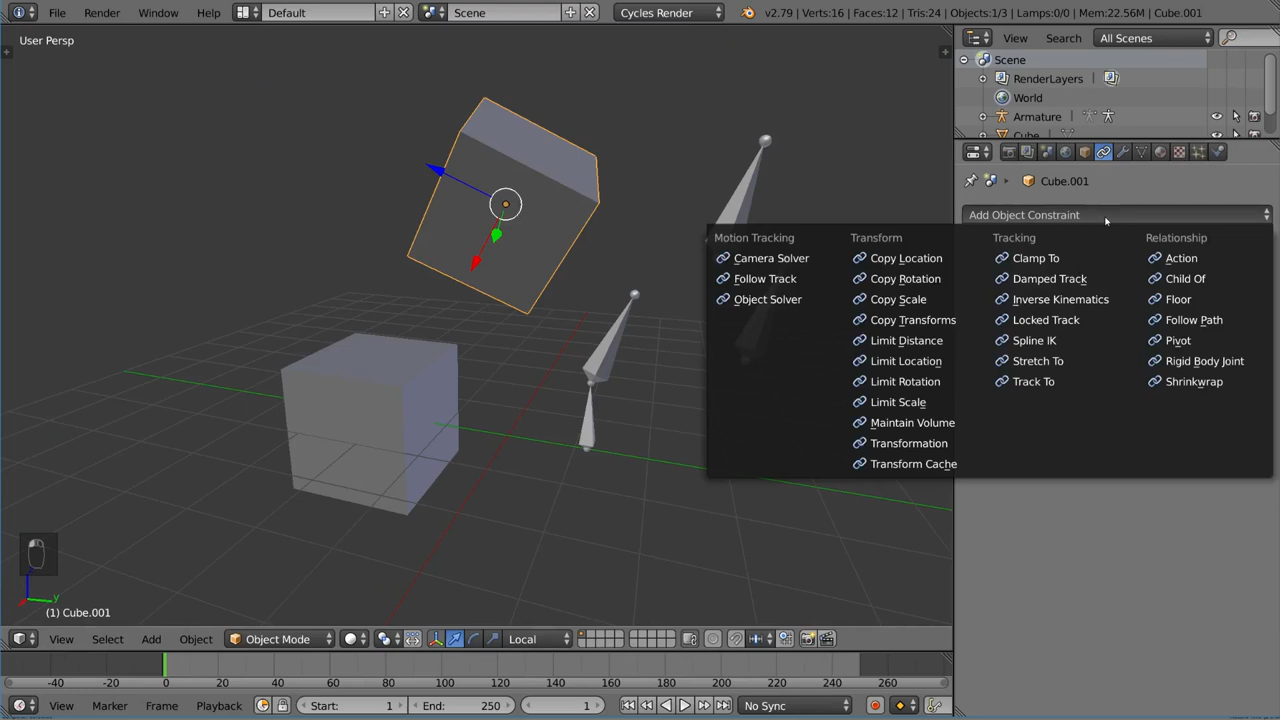 File Render Window Help Default Scene Cycles Render v2.79 | Verts:16 | Faces:12 | Tris:24 | Objects:1/3 | Lamps:0/0 | Mem:22.56M | Cube.001
User Persp
View Search All Scenes
Scene
RenderLayers
World
Armature
Cube
Cube.001
Add Object Constraint
Motion Tracking Transform Tracking Relationship
Camera Solver Copy Location Clamp To Action
Follow Track Copy Rotation Damped Track Child Of
Object Solver Copy Scale Inverse Kinematics Floor
Copy Transforms Locked Track Follow Path
Limit Distance Spline IK Pivot
Limit Location Stretch To Rigid Body Joint
Limit Rotation Track To Shrinkwrap
Limit Scale
Maintain Volume
Transformation
Transform Cache
z
y
(1) Cube.001
View Select Add Object Object Mode Local
-40 -20 0 20 40 60 80 100 120 140 160 180 200 220 240 260
View Marker Frame Playback Start: 1 End: 250 1 No Sync